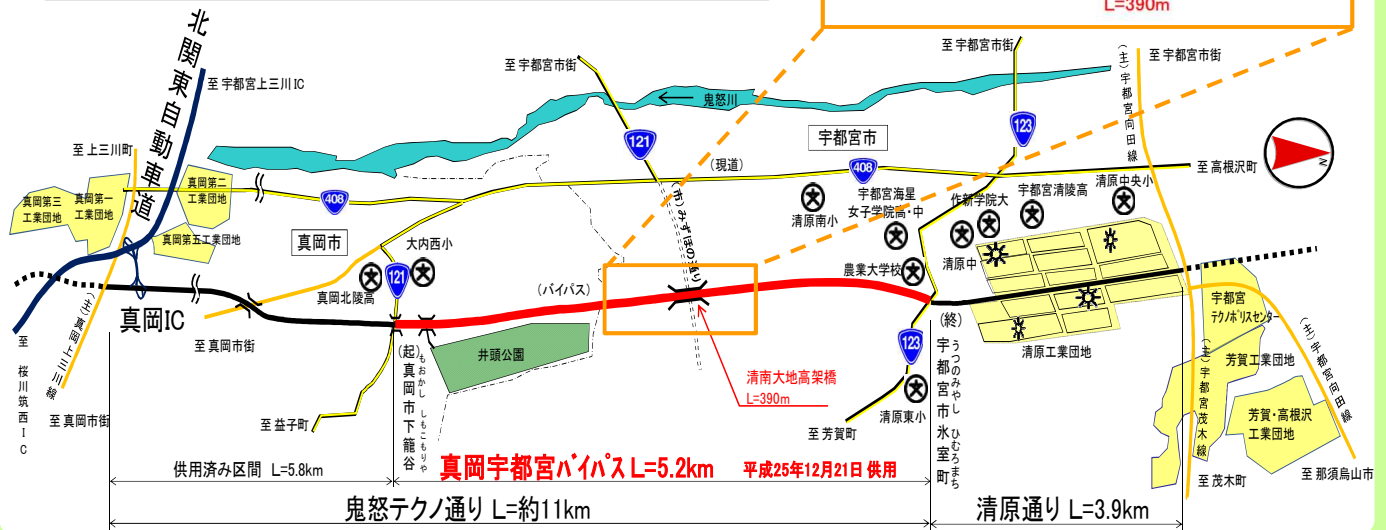 L=390m
北関東自動車道
至 宇都宮上三川 IC
至 宇都宮市街
鬼怒川
至 宇都宮市街
(主)宇都宮向田線
至 宇都宮市街
121
宇都宮市
123
N
至 上三川町
(現道)
408
至 高根沢町
真岡第三
工業団地
真岡第一
工業団地
真岡第二
工業団地
408
(市)みずほの通り
清原南小
宇都宮海星
女子学院高・中
作新学院大
宇都宮清陵高
清原中央小
真岡第五工業団地
真岡市
大内西小
清原中
農業大学校
真岡北陵高
121
(バイパス)
真岡IC
(主)真岡上三川線
至 真岡市街
井頭公園
123
清原工業団地
宇都宮
テクノポリスセンター
芳賀工業団地
(主)宇都宮向田線
至 桜川筑西IC
至 真岡市街
至 益子町
(起)真岡市下籠谷
もおかし しもこもりや
清南大地高架橋
L=390m
至 芳賀町
清原東小
(終)宇都宮市氷室町
うつのみやし ひむろまち
(主)宇都宮茂木線
芳賀・高根沢
工業団地
至 茂木町
至 那須烏山市
供用済み区間 L=5.8km
真岡宇都宮バイパス L=5.2km 平成25年12月21日 供用
鬼怒テクノ通り L=約11km
清原通り L=3.9km